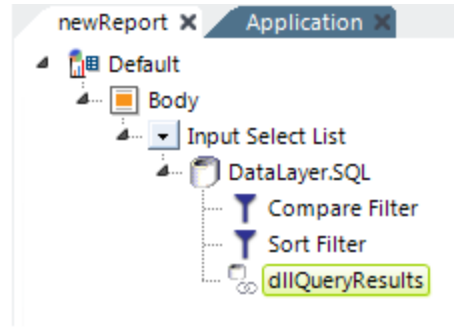 newReport Application
Default
Body
Input Select List
DataLayer.SQL
Compare Filter
Sort Filter
dllQueryResults